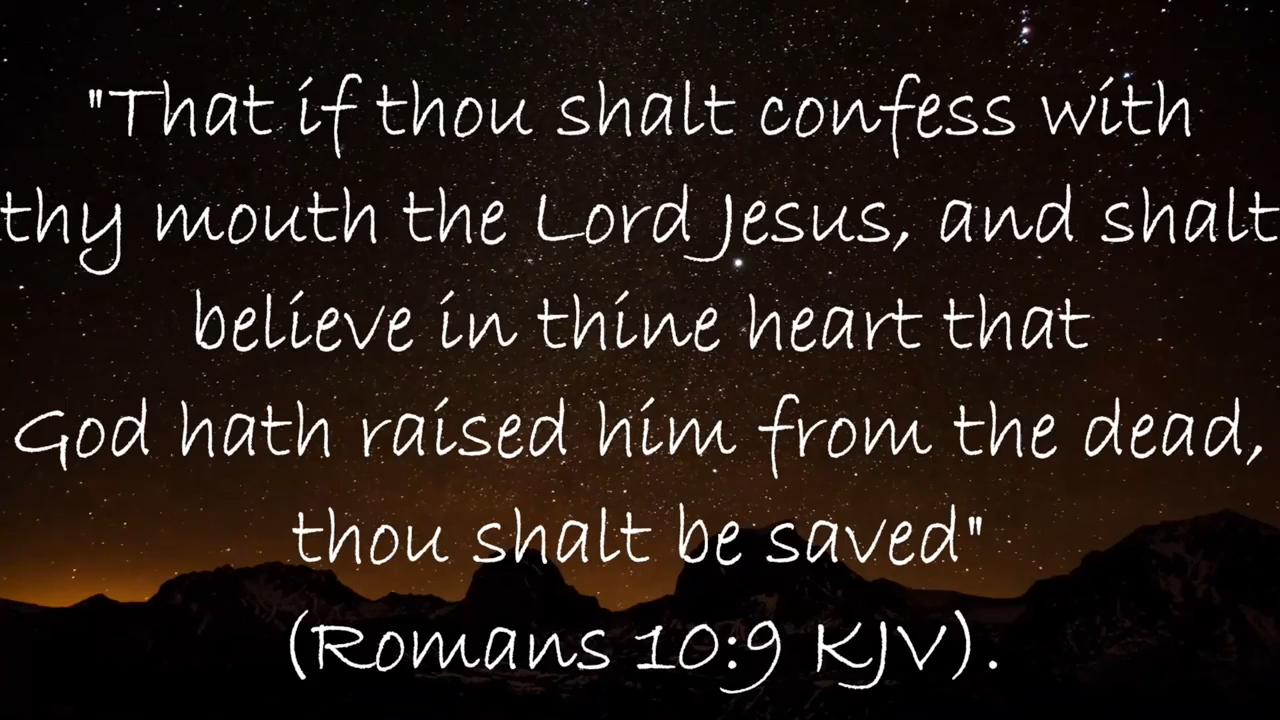 "That if thou shalt confess with
thy mouth the Lord Jesus, and shalt
believe in thine heart that
God hath raised him from the dead,
thou shalt be saved"
(Romans 10:9 KJV).